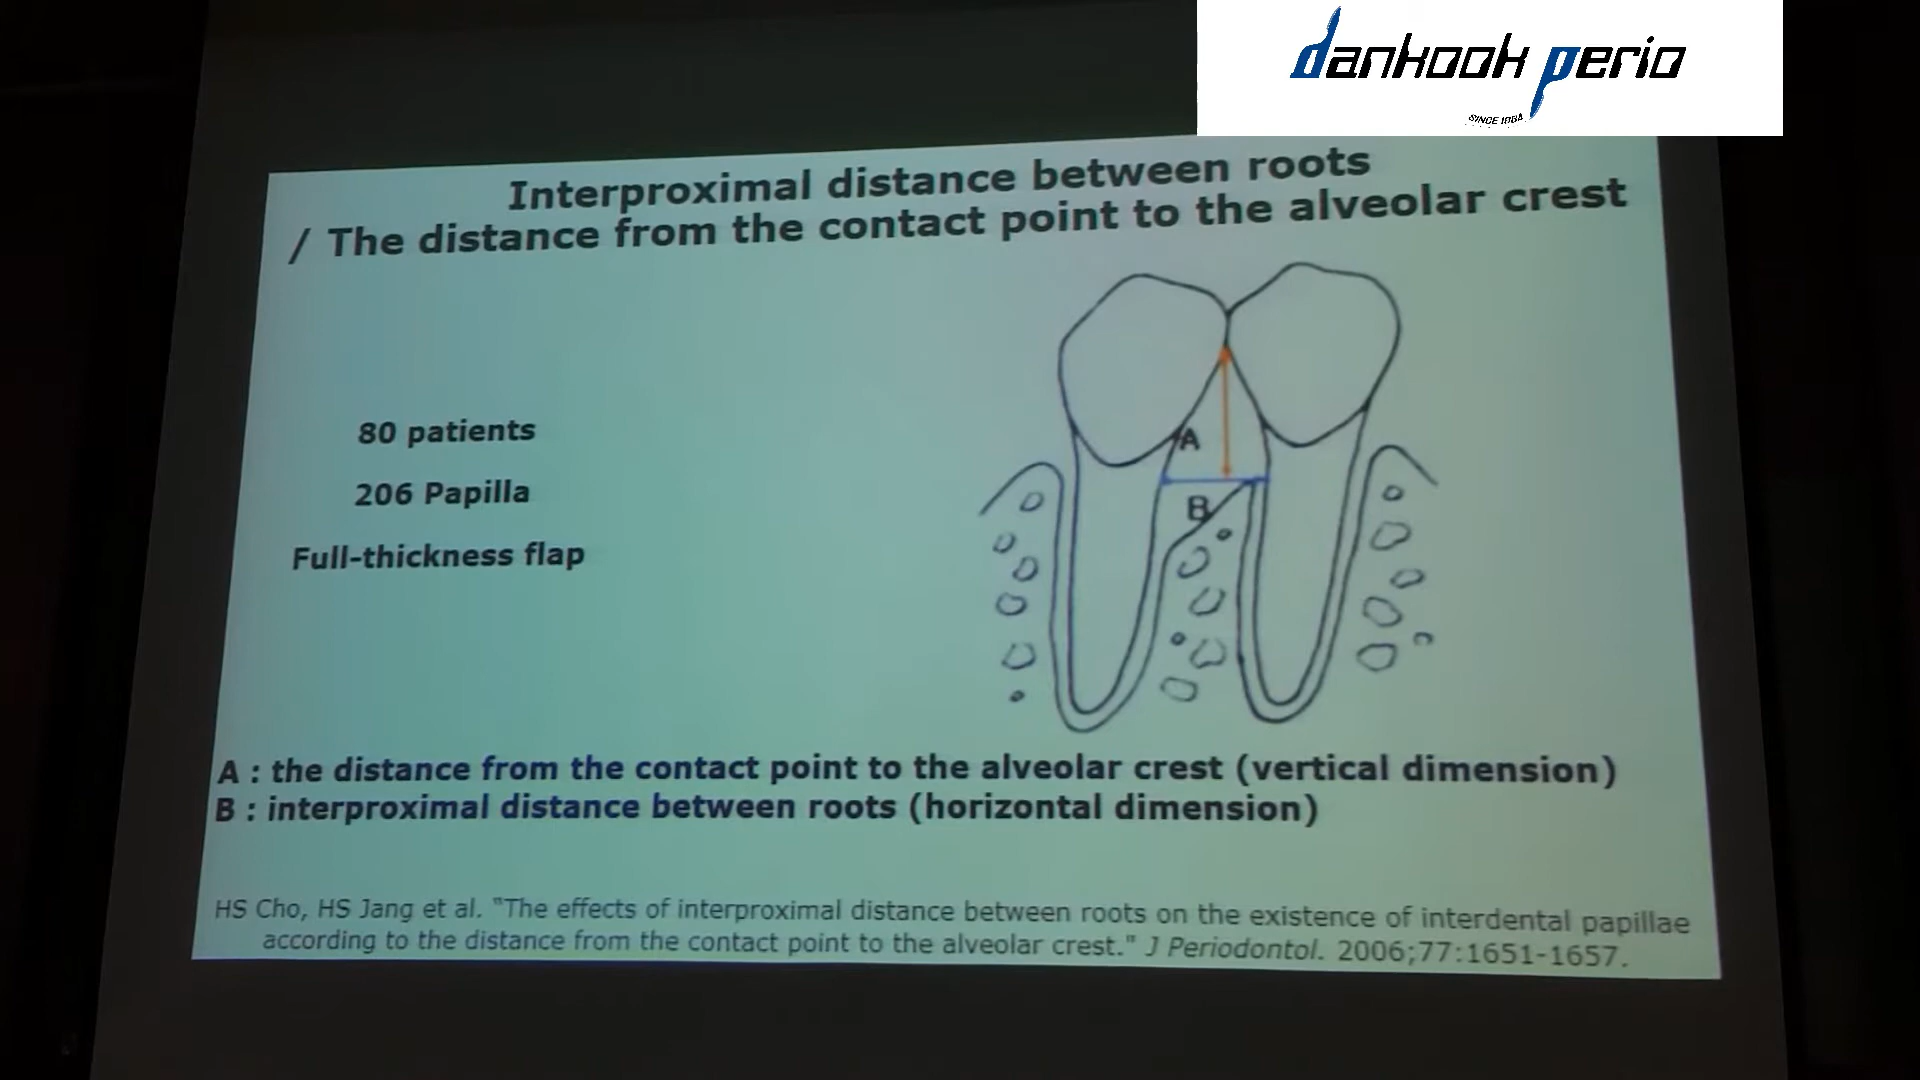 dankook perio
SINCE 1984
Interproximal distance between roots
/ The distance from the contact point to the alveolar crest
80 patients
206 Papilla
Full-thickness flap
A
B
A : the distance from the contact point to the alveolar crest (vertical dimension)
B : interproximal distance between roots (horizontal dimension)
HS Cho, HS Jang et al. "The effects of interproximal distance between roots on the existence of interdental papillae
according to the distance from the contact point to the alveolar crest." J Periodontol. 2006;77:1651-1657.